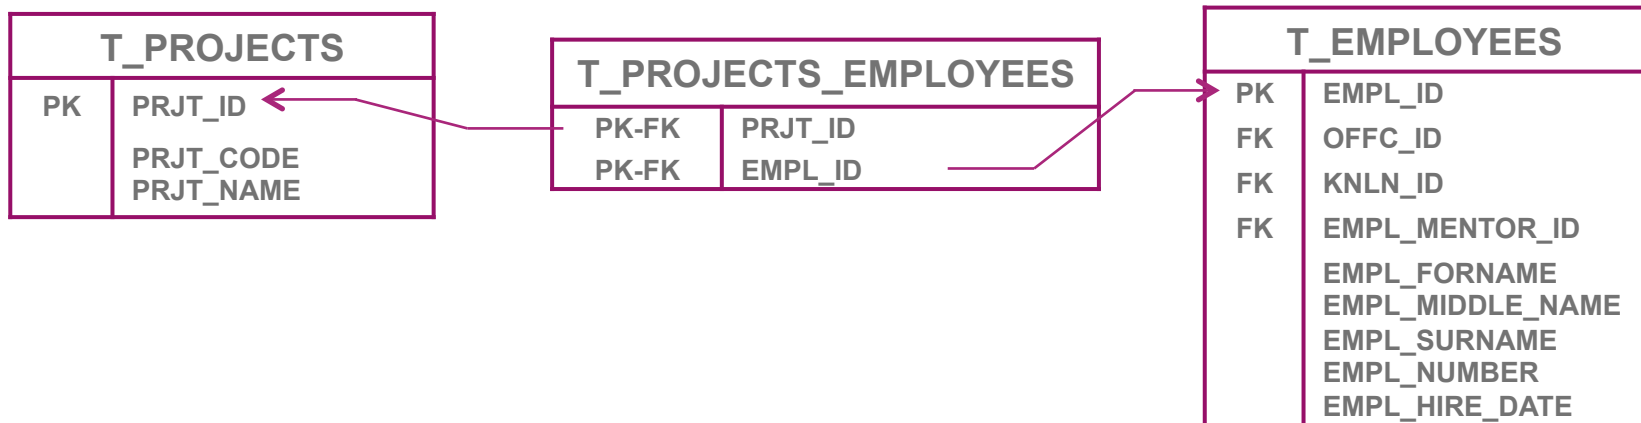 T_PROJECTS
PK PRJT_ID
PRJT_CODE
PRJT_NAME
T_PROJECTS_EMPLOYEES
PK-FK PRJT_ID
PK-FK EMPL_ID
T_EMPLOYEES
PK EMPL_ID
FK OFFC_ID
FK KNLN_ID
FK EMPL_MENTOR_ID
EMPL_FORNAME
EMPL_MIDDLE_NAME
EMPL_SURNAME
EMPL_NUMBER
EMPL_HIRE_DATE